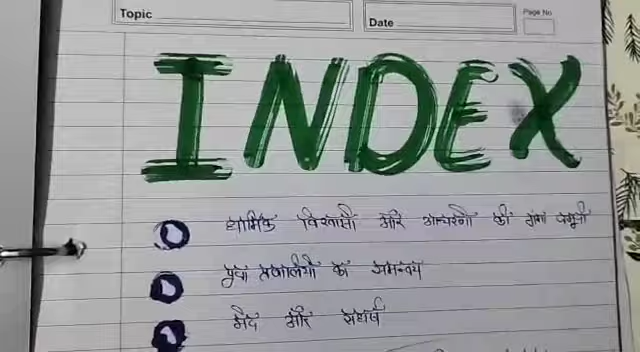 Topic
Date
Page No
INDEX
धार्मिक विश्वासों और आचरणों की गंगा जमुनी
पूजा प्रणालियों का समन्वय
भेद और संघर्ष